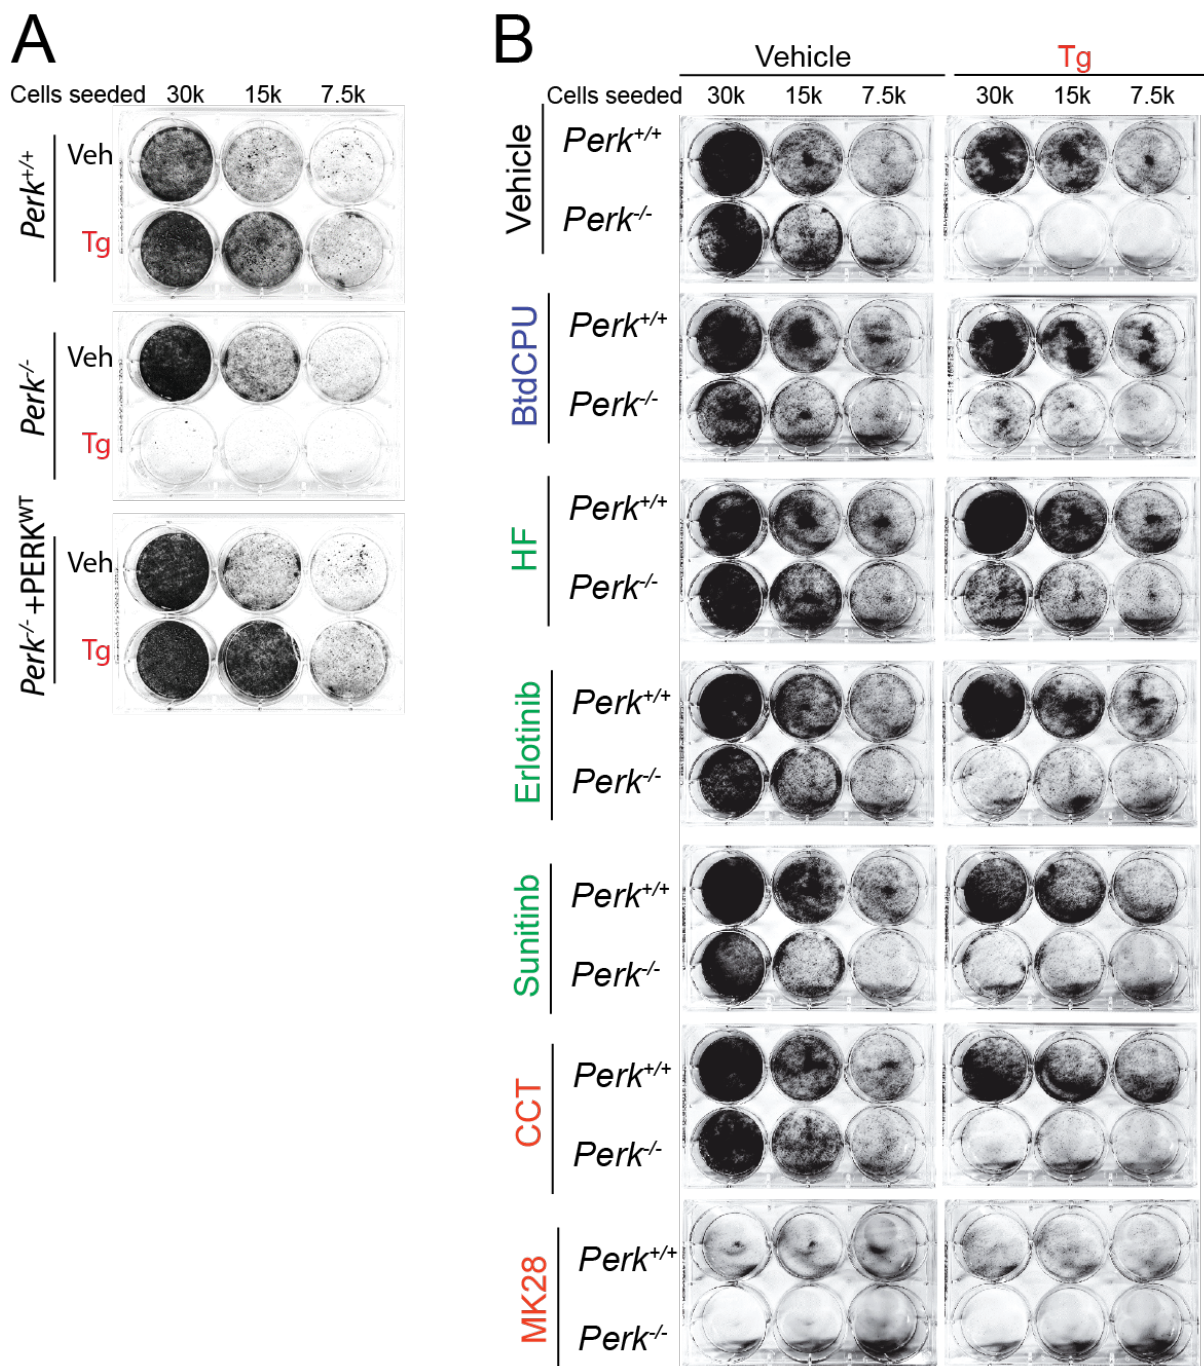 A
Cells seeded 30k 15k 7.5k
Perk+/+
Veh
Tg
Perk-/-
Veh
Tg
Perk-/- +PERKWT
Veh
Tg
B
Vehicle Tg
Cells seeded 30k 15k 7.5k 30k 15k 7.5k
Vehicle
Perk+/+
Perk-/-
BtdCPU
Perk+/+
Perk-/-
HF
Perk+/+
Perk-/-
Erlotinib
Perk+/+
Perk-/-
Sunitinb
Perk+/+
Perk-/-
CCT
Perk+/+
Perk-/-
MK28
Perk+/+
Perk-/-